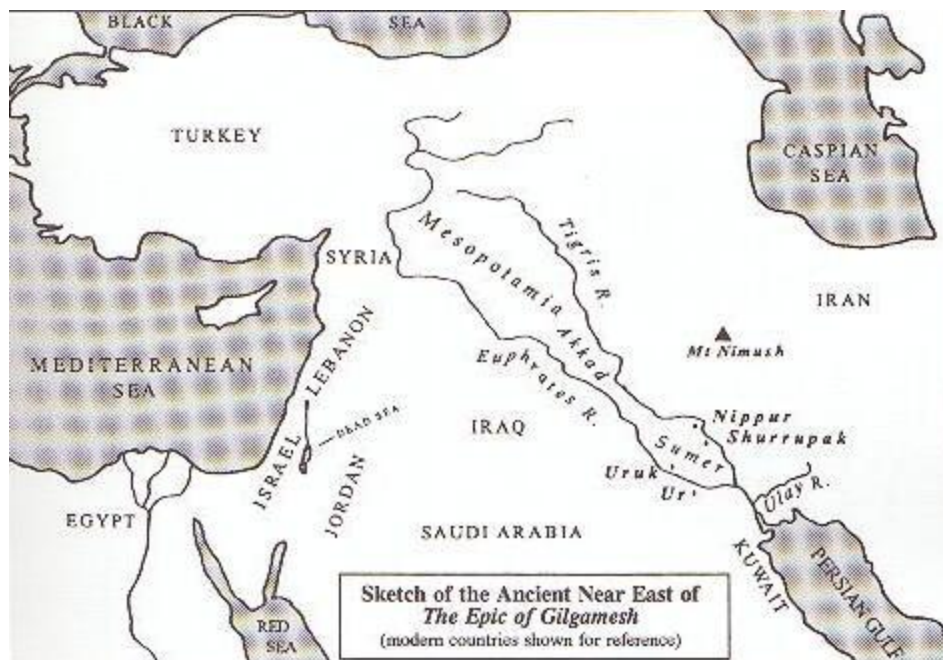 BLACK SEA
TURKEY
CASPIAN
SEA
Tigris R.
Mesopotamia
SYRIA
IRAN
LEBANON
Akkad
Mt Nimush
MEDITERRANEAN
SEA
Euphrates R.
DEAD SEA
IRAQ
Nippur
Shurrupak
Sumer
ISRAEL
JORDAN
Uruk
Ur
Ulay R.
EGYPT
SAUDI ARABIA
KUWAIT
PERSIAN GULF
RED
SEA
Sketch of the Ancient Near East of
The Epic of Gilgamesh
(modern countries shown for reference)